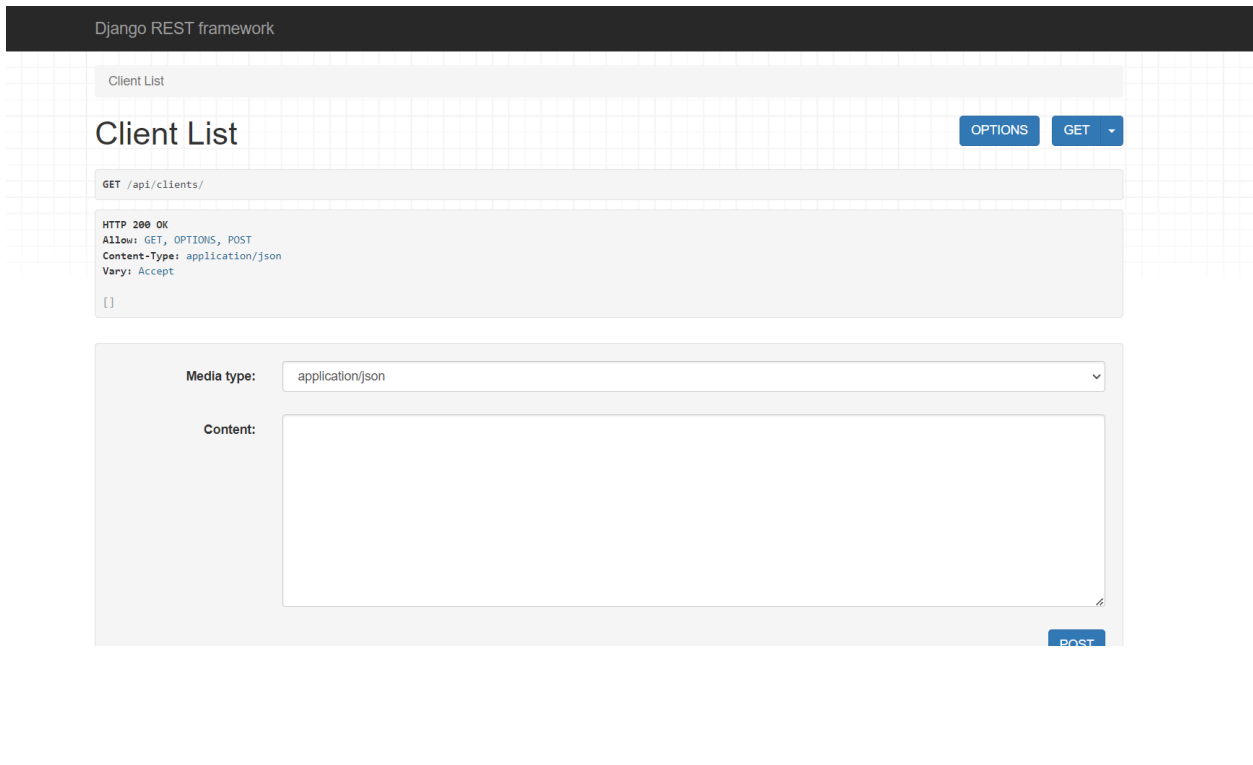 Django REST framework
Client List
Client List
OPTIONS
GET
GET /api/clients/
HTTP 200 OK
Allow: GET, OPTIONS, POST
Content-Type: application/json
Vary: Accept
[]
Media type:
application/json
Content:
POST